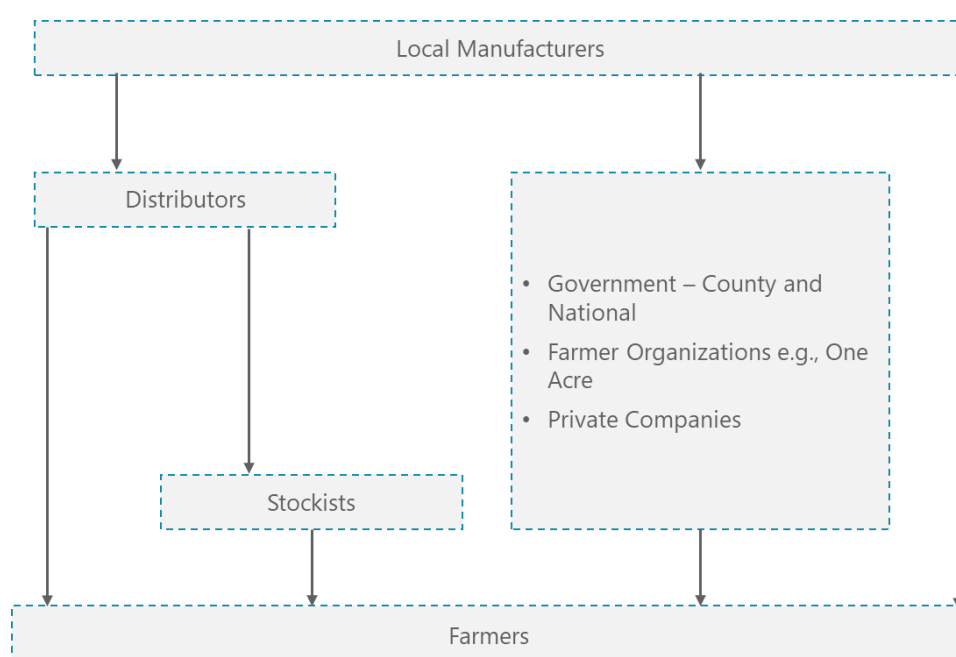 Local Manufacturers
Distributors
• Government – County and
National
• Farmer Organizations e.g., One
Acre
• Private Companies
Stockists
Farmers